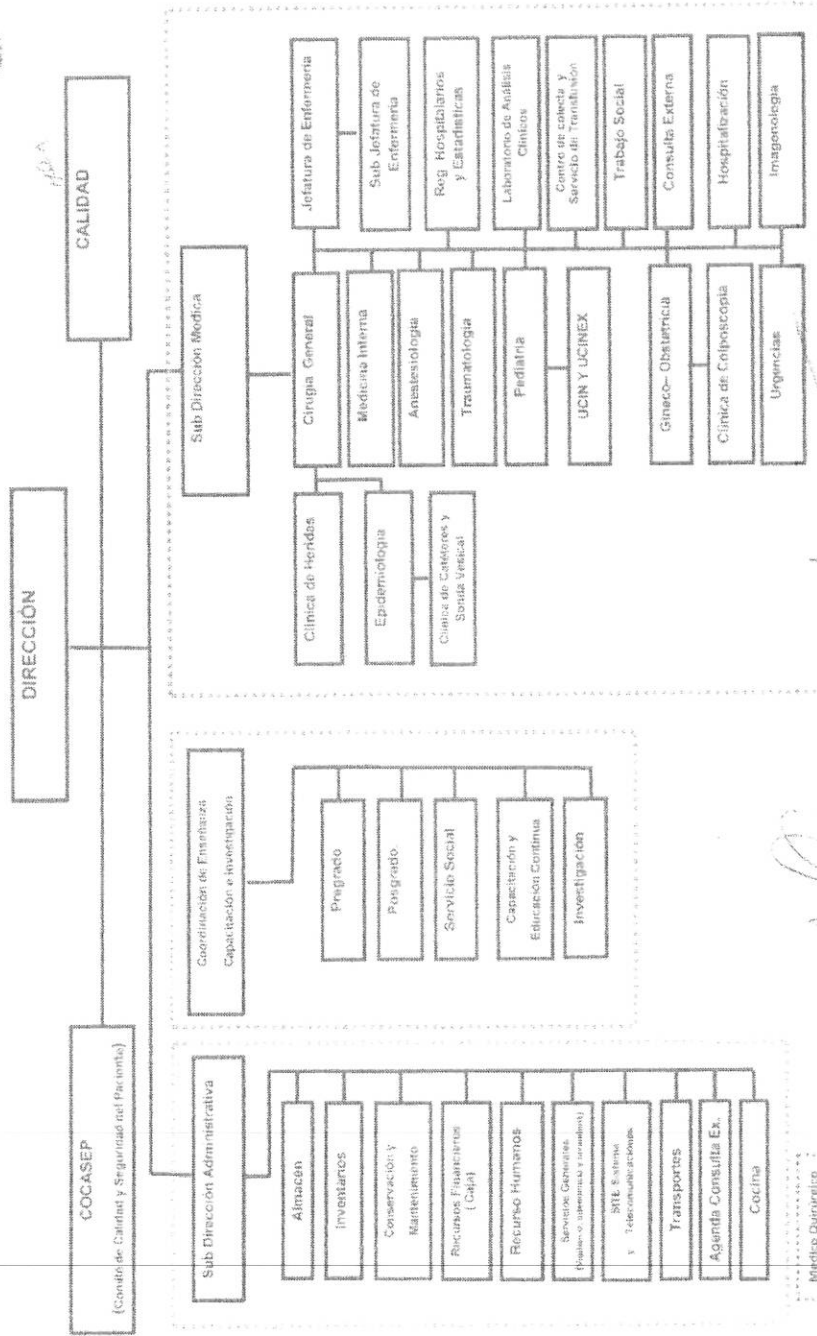 DIRECCIÓN
COCASEP
(Comité de Calidad y Seguridad del Paciente)
CALIDAD
Sub Dirección Administrativa
Almacén
Inventarios
Conservación y
Mantenimiento
Recursos Financieros
(Caja)
Recurso Humanos
Servicios Generales
SITE Sistema
y Telecomunicaciones
Transportes
Agenda Consulta Ex.
Cocina
Coordinación de Enseñanza
Capacitación e Investigación
Pregrado
Posgrado
Servicio Social
Capacitación y
Educación Continua
Investigación
Sub Dirección Medica
Clínica de Heridas
Epidemiologia
Clínica de Catéteres y
Sonda Vesical
Cirugía General
Medicina Interna
Anestesiología
Traumatología
Pediatría
UCIN Y UCINEX
Gineco– Obstetricia
Clínica de Colposcopia
Urgencias
Jefatura de Enfermería
Sub Jefatura de
Enfermería
Reg. Hospitalarios
y Estadísticas
Laboratorio de Análisis
Clínicos
Centro de colecta y
Servicio de Transfusión
Trabajo Social
Consulta Externa
Hospitalización
Imagenología
Medico Quirurgico